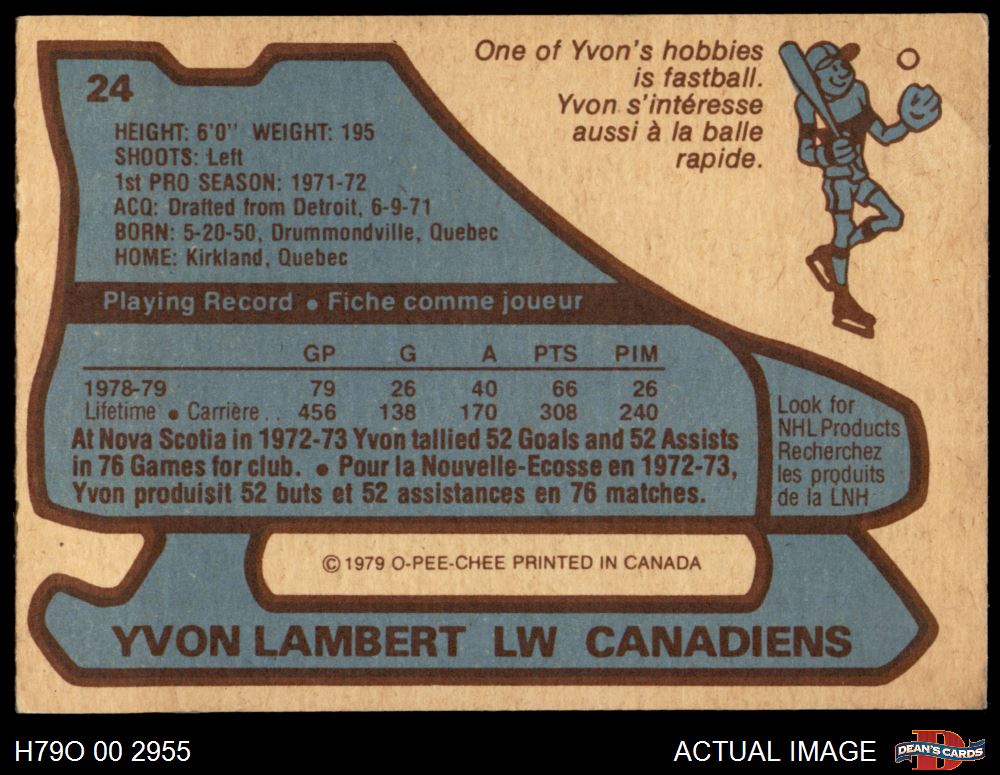 24
One of Yvon's hobbies
is fastball.
Yvon s'intéresse
aussi à la balle
rapide.
HEIGHT: 6'0" WEIGHT: 195
SHOOTS: Left
1st PRO SEASON: 1971-72
ACQ: Drafted from Detroit, 6-9-71
BORN: 5-20-50, Drummondville, Quebec
HOME: Kirkland, Quebec
Playing Record • Fiche comme joueur
GP G A PTS PIM
1978-79 79 26 40 66 26
Lifetime • Carrière . . 456 138 170 308 240
At Nova Scotia in 1972-73 Yvon tallied 52 Goals and 52 Assists
in 76 Games for club. • Pour la Nouvelle-Ecosse en 1972-73,
Yvon produisit 52 buts et 52 assistances en 76 matches.
Look for
NHL Products
Recherchez
les produits
de la LNH
© 1979 O-PEE-CHEE PRINTED IN CANADA
YVON LAMBERT LW CANADIENS
H79O 00 2955
ACTUAL IMAGE
D
DEAN'S CARDS